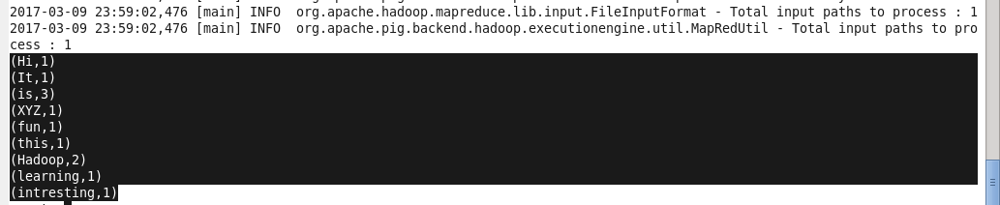 2017-03-09 23:59:02,476 [main] INFO  org.apache.hadoop.mapreduce.lib.input.FileInputFormat - Total input paths to process : 1
2017-03-09 23:59:02,476 [main] INFO  org.apache.pig.backend.hadoop.executionengine.util.MapRedUtil - Total input paths to pro
cess : 1
(Hi,1)
(It,1)
(is,3)
(XYZ,1)
(fun,1)
(this,1)
(Hadoop,2)
(learning,1)
(intresting,1)